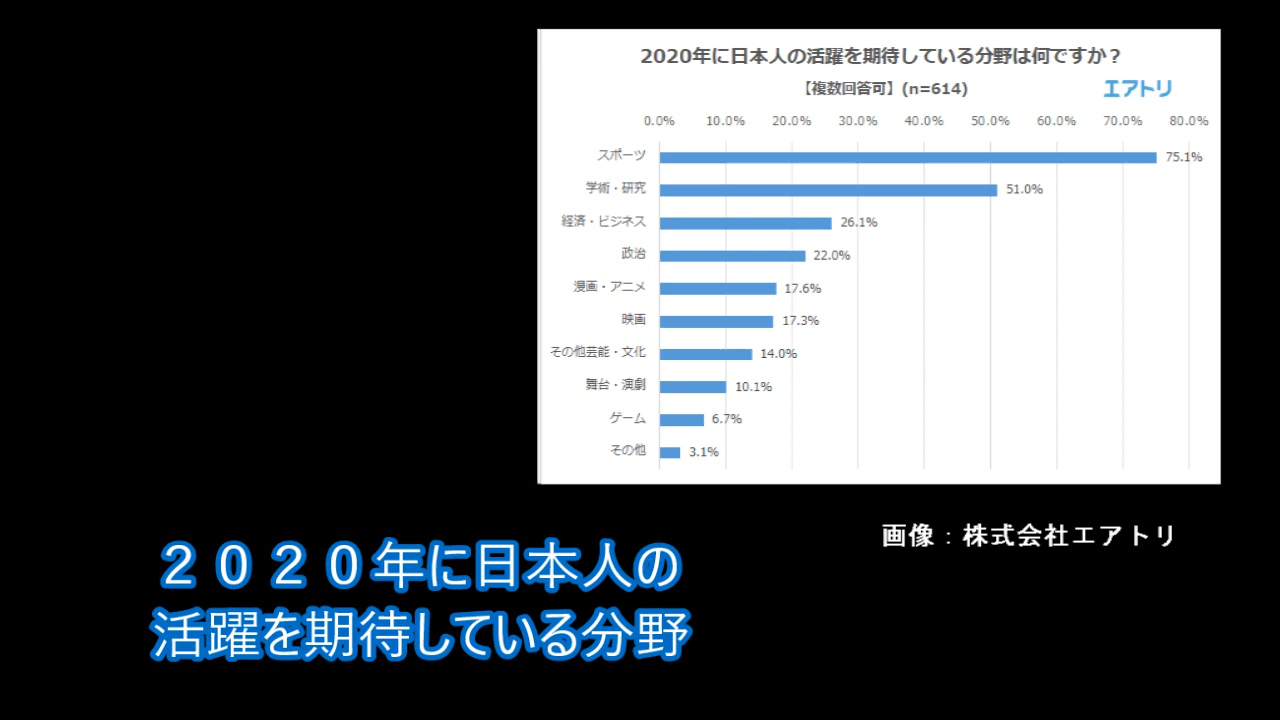 2020年に日本人の活躍を期待している分野は何ですか？
【複数回答可】(n=614)
エアトリ
0.0% 10.0% 20.0% 30.0% 40.0% 50.0% 60.0% 70.0% 80.0%
スポーツ 75.1%
学術・研究 51.0%
経済・ビジネス 26.1%
政治 22.0%
漫画・アニメ 17.6%
映画 17.3%
その他芸能・文化 14.0%
舞台・演劇 10.1%
ゲーム 6.7%
その他 3.1%
画像：株式会社エアトリ
２０２０年に日本人の
活躍を期待している分野